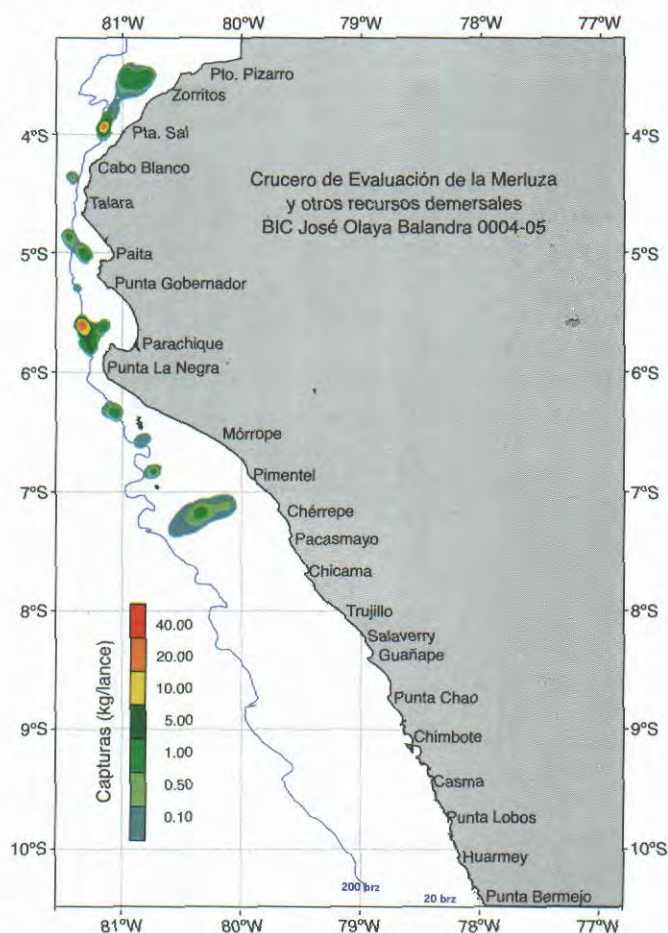 81°W 80°W 79°W 78°W 77°W
Pto. Pizarro
Zorritos
4°S 4°S
Pta. Sal
Cabo Blanco
Crucero de Evaluación de la Merluza
y otros recursos demersales
BIC José Olaya Balandra 0004-05
Talara
5°S 5°S
Paita
Punta Gobernador
Parachique
6°S 6°S
Punta La Negra
Mórrope
Pimentel
7°S 7°S
Chérrepe
Pacasmayo
Chicama
8°S 8°S
Trujillo
Salaverry
Guañape
Capturas (kg/lance)
40.00
20.00
10.00
5.00
1.00
0.50
0.10
Punta Chao
9°S 9°S
Chimbote
Casma
Punta Lobos
10°S 10°S
Huarmey
200 brz 20 brz
Punta Bermejo
81°W 80°W 79°W 78°W 77°W